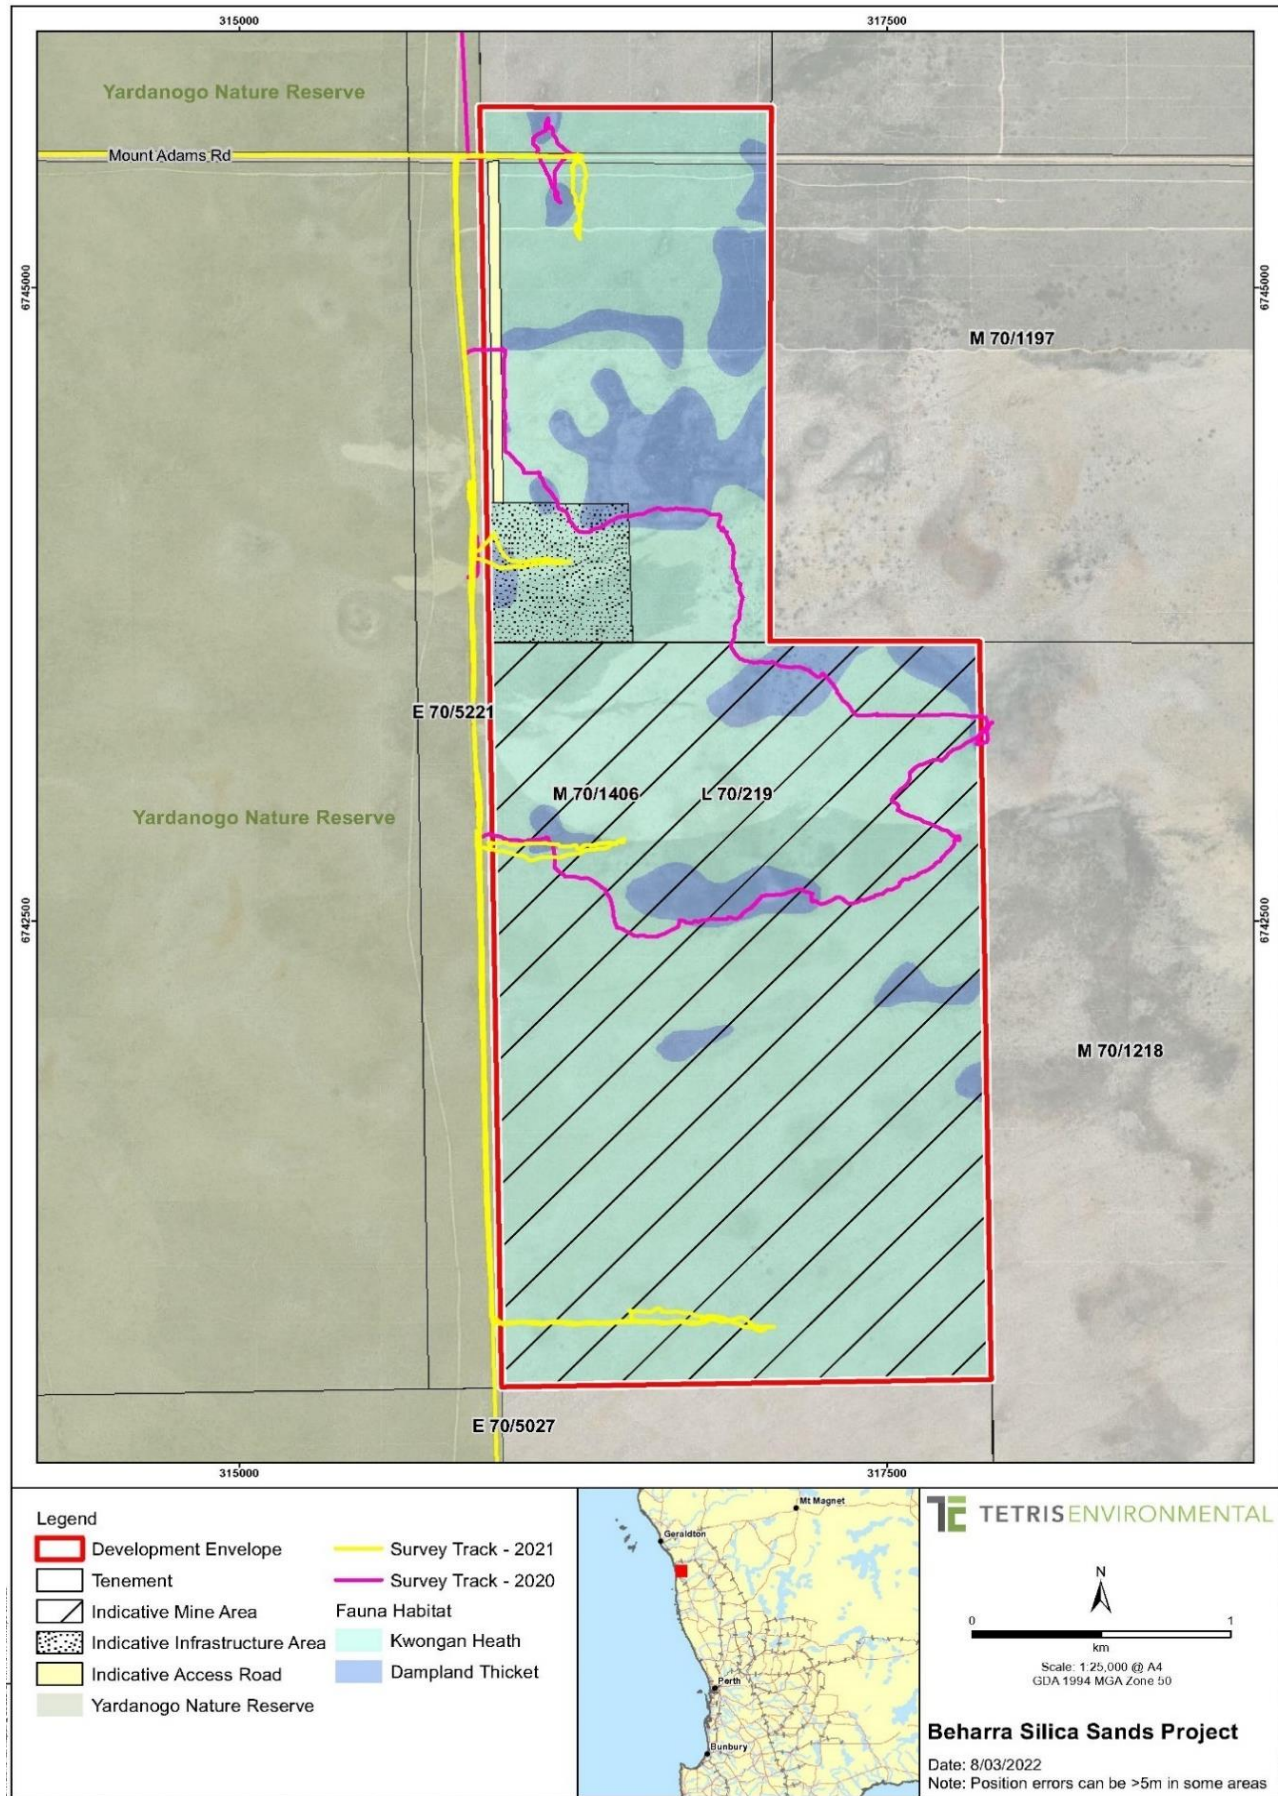 315000
317500
Yardanogo Nature Reserve
Mount Adams Rd
6745000
6745000
M 70/1197
E 70/5221
M 70/1406
L 70/219
Yardanogo Nature Reserve
6742500
6742500
M 70/1218
E 70/5027
315000
317500
Legend
Development Envelope
Tenement
Indicative Mine Area
Indicative Infrastructure Area
Indicative Access Road
Yardanogo Nature Reserve
Survey Track - 2021
Survey Track - 2020
Fauna Habitat
Kwongan Heath
Dampland Thicket
Mt Magnet
Geraldton
Perth
Bunbury
TE TETRIS ENVIRONMENTAL
N
0 1
km
Scale: 1:25,000 @ A4
GDA 1994 MGA Zone 50
Beharra Silica Sands Project
Date: 8/03/2022
Note: Position errors can be >5m in some areas